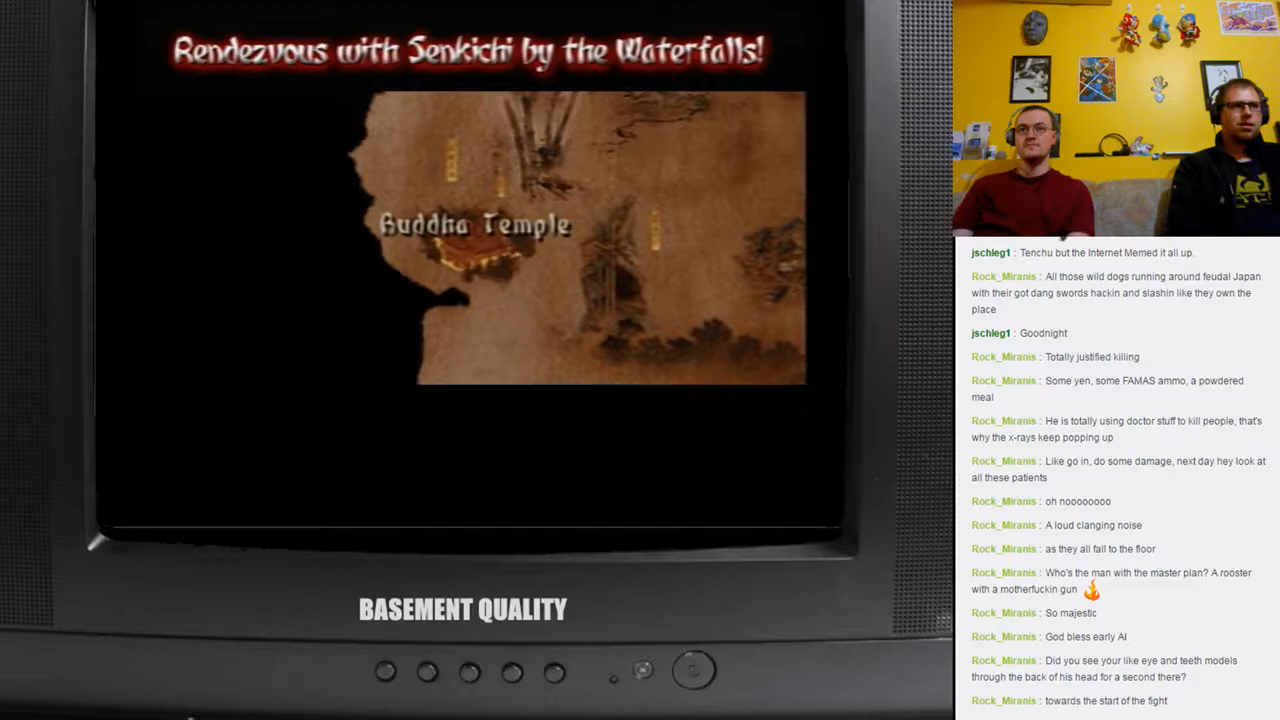 Rendezvous with Senkichi by the Waterfalls!
Buddha Temple
BASEMENT QUALITY
jschleg1 : Tenchu but the Internet Memed it all up.
Rock_Miranis : All those wild dogs running around feudal Japan
with their got dang swords hackin and slashin like they own the
place
jschleg1 : Goodnight
Rock_Miranis : Totally justified killing
Rock_Miranis : Some yen, some FAMAS ammo, a powdered
meal
Rock_Miranis : He is totally using doctor stuff to kill people, that's
why the x-rays keep popping up
Rock_Miranis : Like go in, do some damage, next day hey look at
all these patients
Rock_Miranis : oh nooooooo
Rock_Miranis : A loud clanging noise
Rock_Miranis : as they all fall to the floor
Rock_Miranis : Who's the man with the master plan? A rooster
with a motherfuckin gun
Rock_Miranis : So majestic
Rock_Miranis : God bless early AI
Rock_Miranis : Did you see your like eye and teeth models
through the back of his head for a second there?
Rock_Miranis : towards the start of the fight